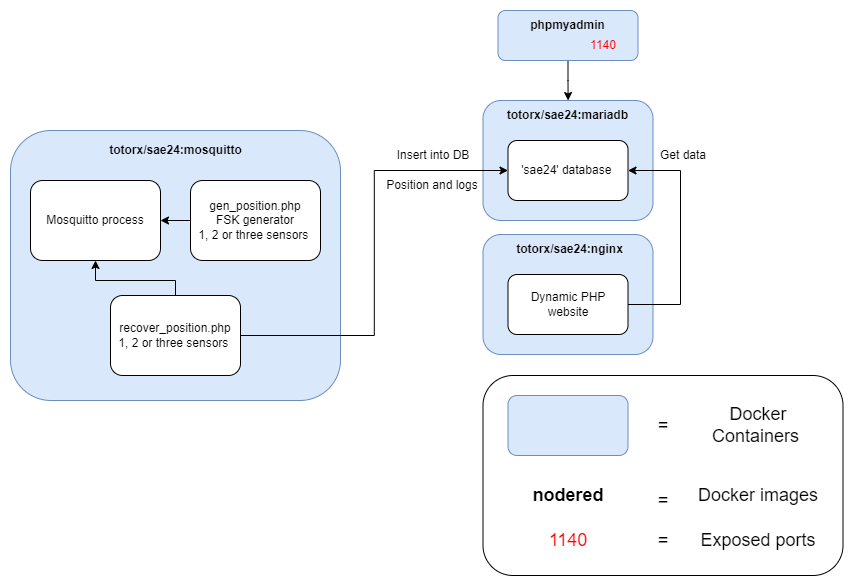 phpmyadmin
1140
totorx/sae24:mariadb
'sae24' database
totorx/sae24:mosquitto
Mosquitto process
gen_position.php
FSK generator
1, 2 or three sensors
recover_position.php
1, 2 or three sensors
Insert into DB
Position and logs
Get data
totorx/sae24:nginx
Dynamic PHP
website
= Docker
Containers
nodered = Docker images
1140 = Exposed ports